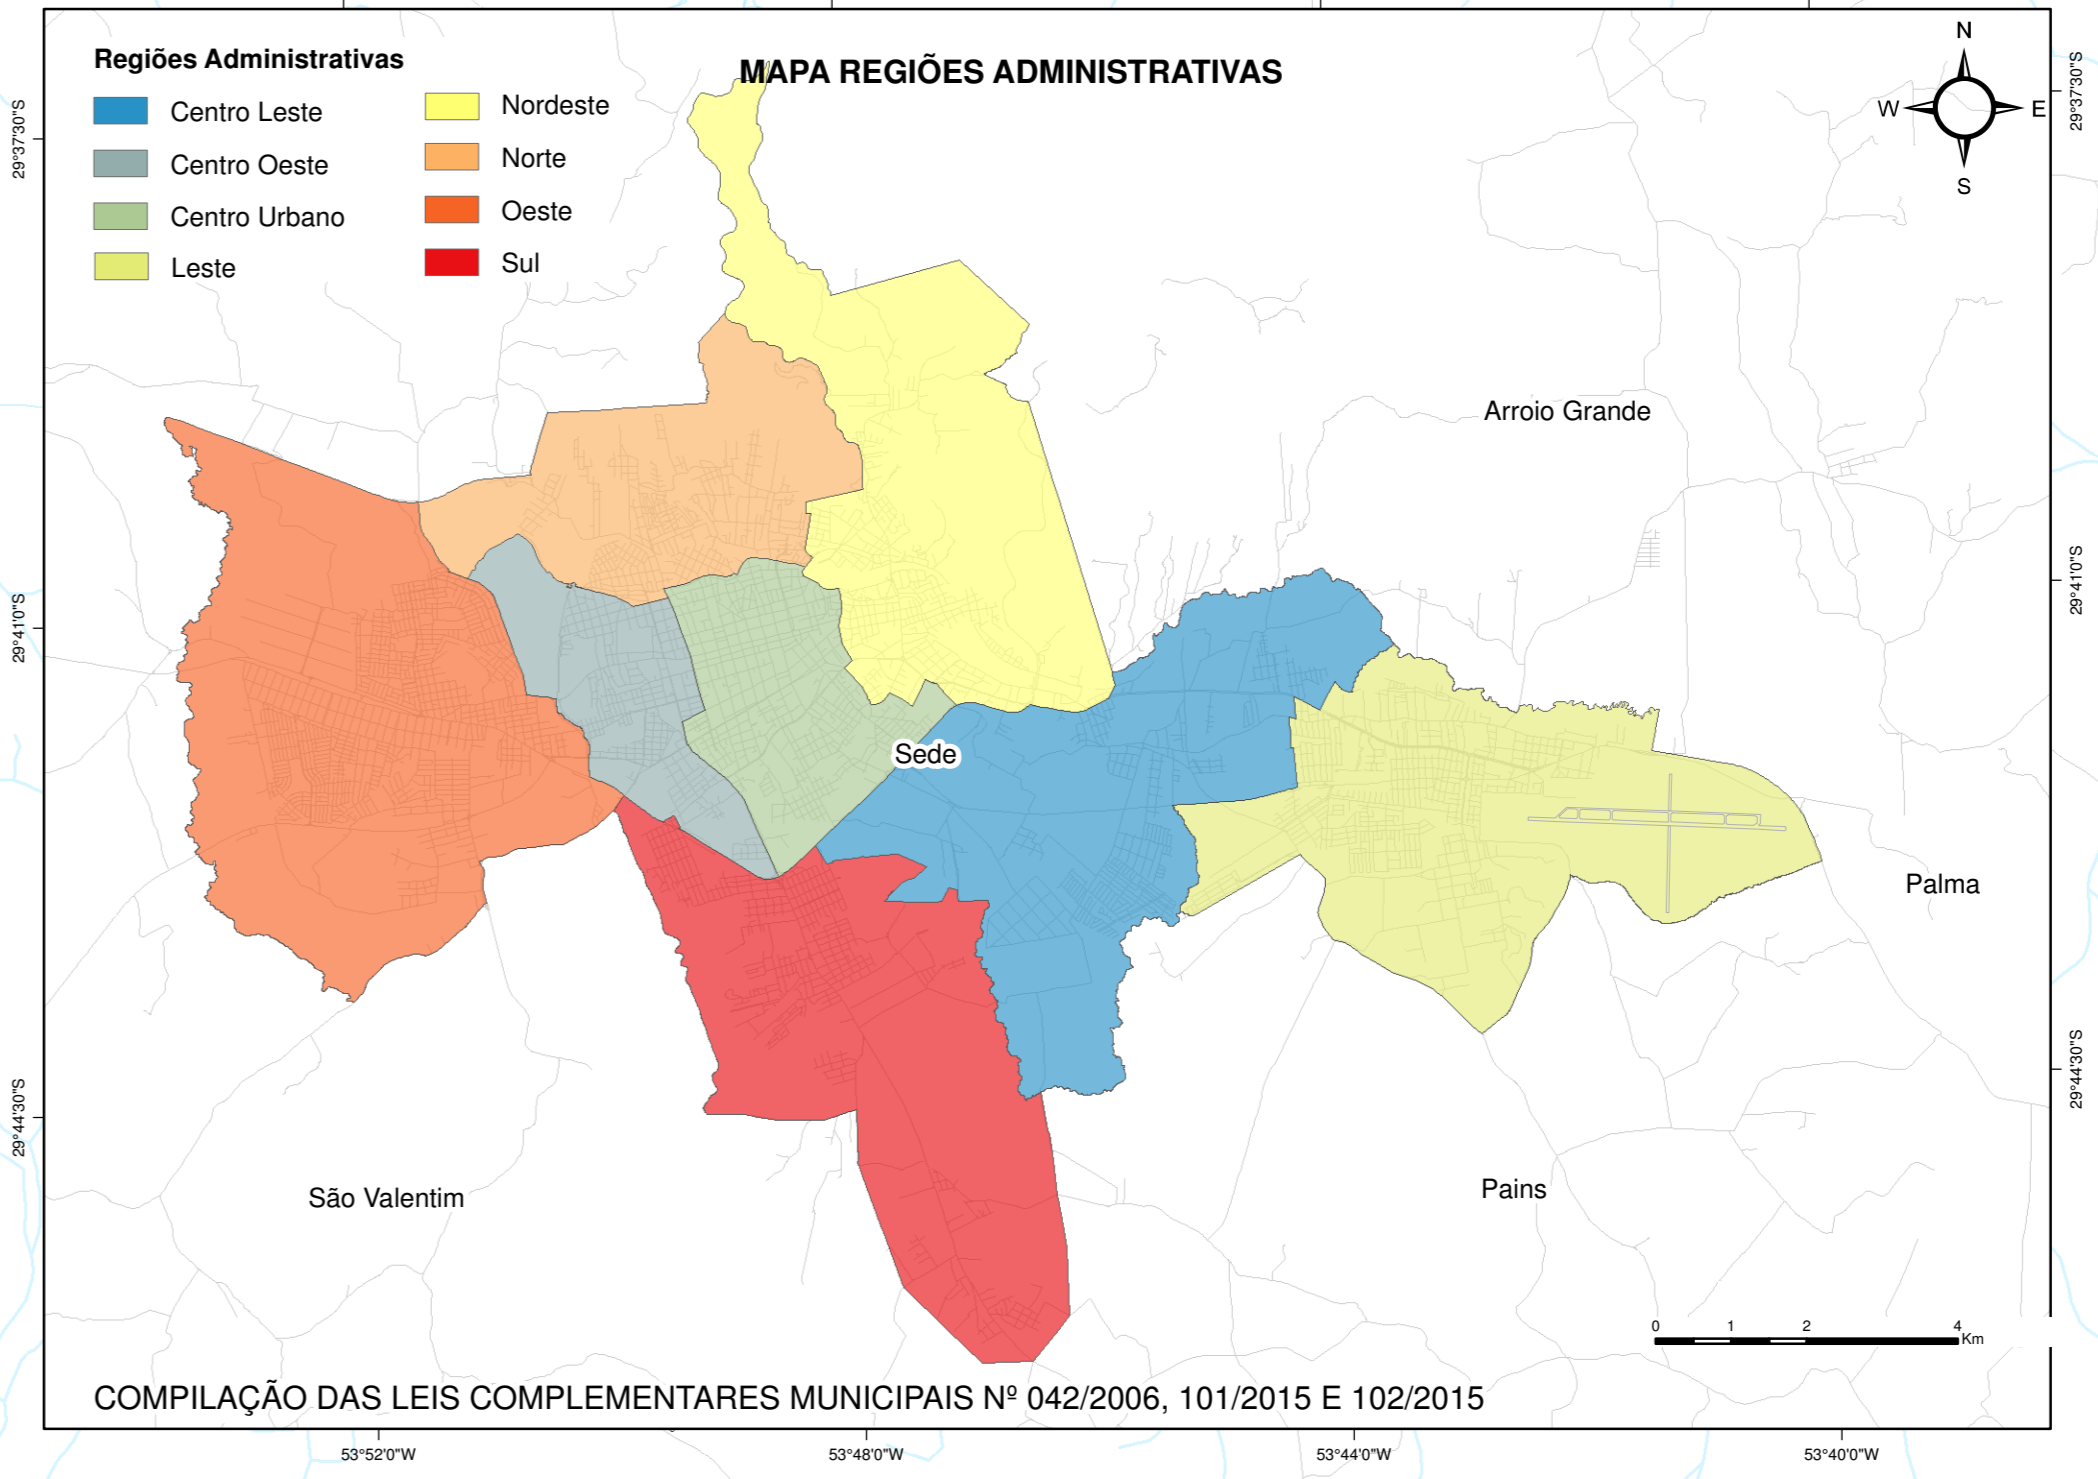 MAPA REGIÕES ADMINISTRATIVAS
Regiões Administrativas
Centro Leste
Centro Oeste
Centro Urbano
Leste
Nordeste
Norte
Oeste
Sul
N
W
E
S
29°37'30"S
29°37'30"S
29°41'0"S
29°41'0"S
29°44'30"S
29°44'30"S
Arroio Grande
Sede
Palma
São Valentim
Pains
0 1 2 4
Km
COMPILAÇÃO DAS LEIS COMPLEMENTARES MUNICIPAIS Nº 042/2006, 101/2015 E 102/2015
53°52'0"W
53°48'0"W
53°44'0"W
53°40'0"W